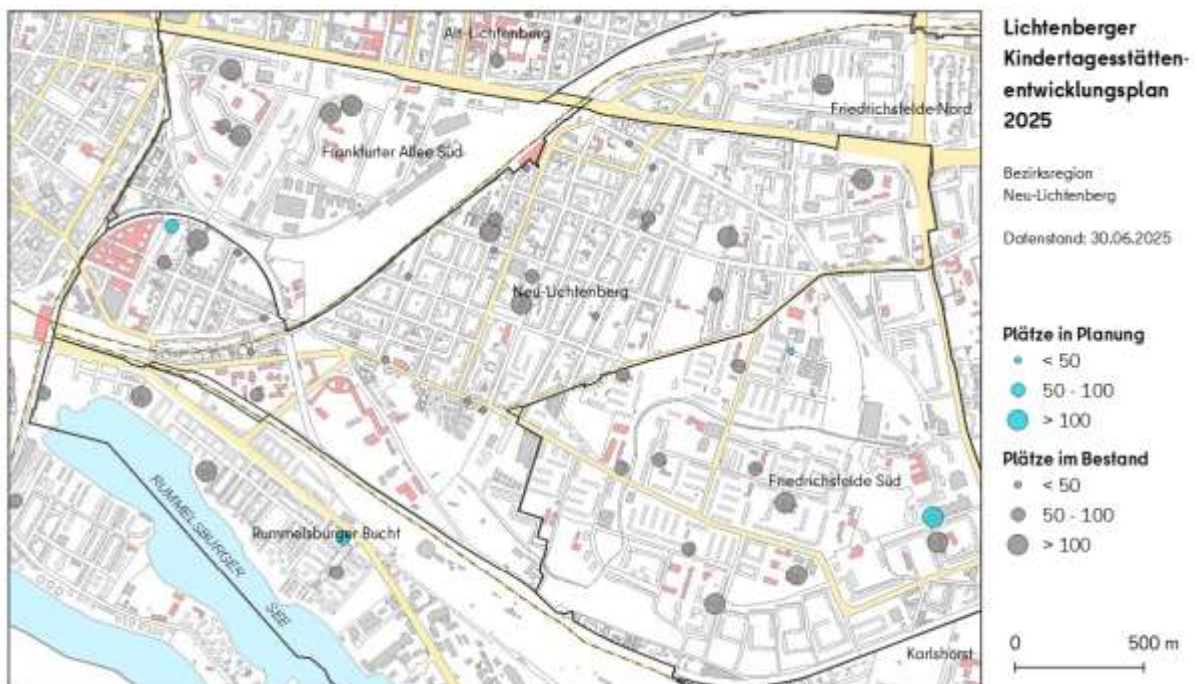 Lichtenberger
Kindertagesstätten-
entwicklungsplan
2025
Bezirksregion
Neu-Lichtenberg
Datenstand: 30.06.2025
Plätze in Planung
< 50
50 - 100
> 100
Plätze im Bestand
< 50
50 - 100
> 100
0 500 m
Alt-Lichtenberg
Friedrichsfelde Nord
Frankfurter Allee Süd
Neu-Lichtenberg
Friedrichsfelde Süd
Rummelsburger Bucht
RUMMELSBURGER
SEE
Karlshorst